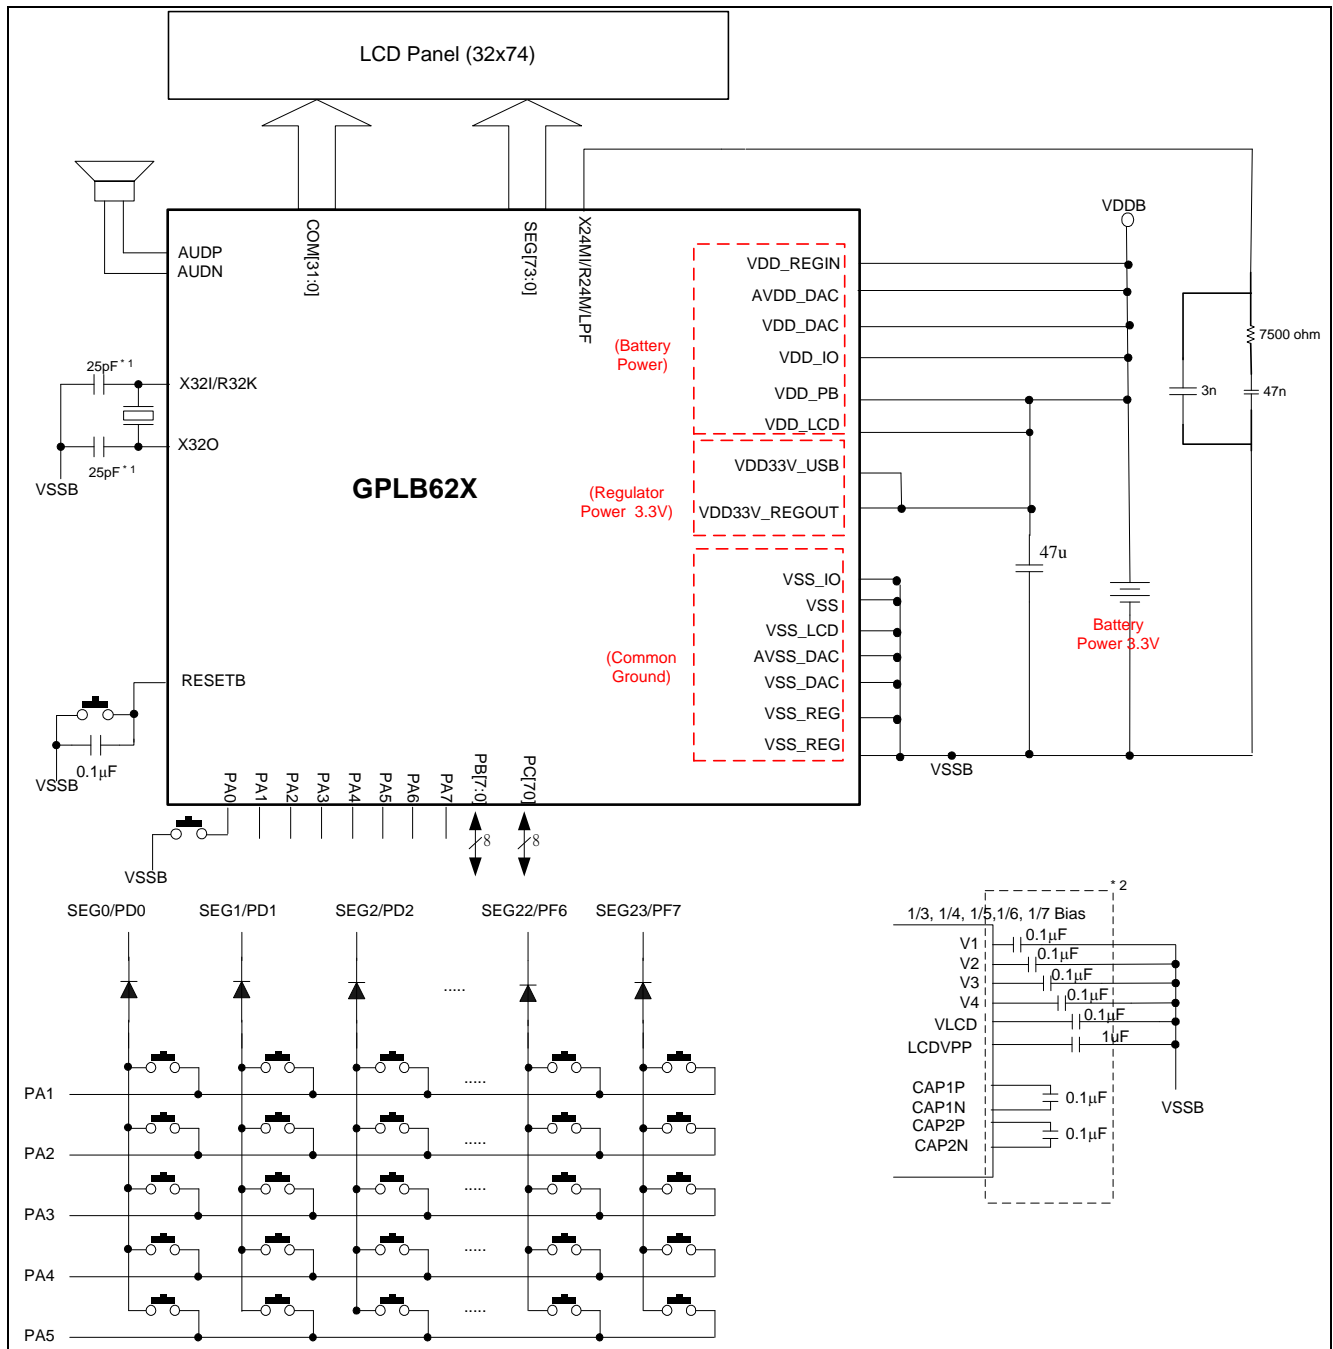 LCD Panel (32x74)
COM[31:0]
SEG[73:0]
X24MI/R24M/LPF
AUDP
AUDN
X32I/R32K
X32O
25pF * 1
25pF * 1
VSSB
GPLB62X
(Battery
Power)
VDD_REGIN
AVDD_DAC
VDD_DAC
VDD_IO
VDD_PB
VDD_LCD
(Regulator
Power 3.3V)
VDD33V_USB
VDD33V_REGOUT
(Common
Ground)
VSS_IO
VSS
VSS_LCD
AVSS_DAC
VSS_DAC
VSS_REG
VSS_REG
VDDB
7500 ohm
3n
47n
47u
Battery
Power 3.3V
VSSB
RESETB
0.1µF
VSSB
PA0
PA1
PA2
PA3
PA4
PA5
PA6
PA7
PB[7:0]
PC[70]
8
8
VSSB
SEG0/PD0
SEG1/PD1
SEG2/PD2
SEG22/PF6
SEG23/PF7
.....
PA1
.....
PA2
.....
PA3
.....
PA4
.....
PA5
.....
* 2
1/3, 1/4, 1/5,1/6, 1/7 Bias
V1
0.1µF
V2
0.1µF
V3
0.1µF
V4
0.1µF
VLCD
0.1µF
LCDVPP
1uF
CAP1P
CAP1N
0.1µF
CAP2P
CAP2N
0.1µF
VSSB